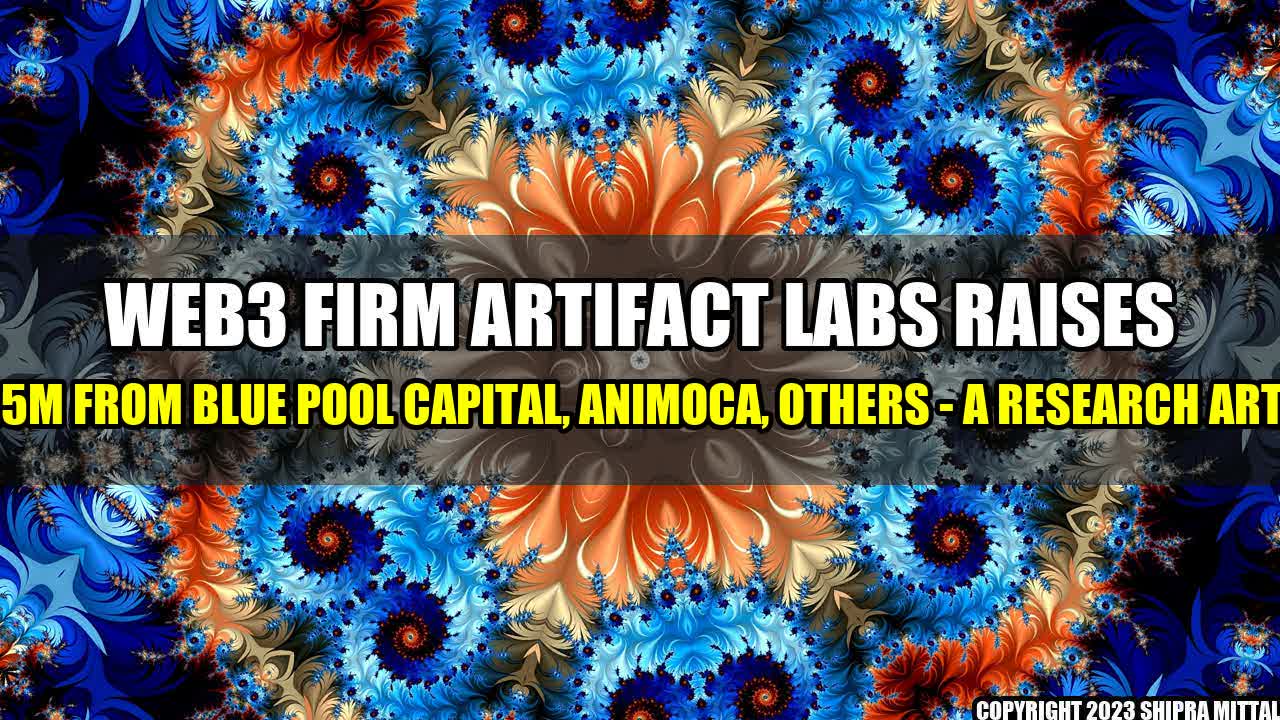 WEB3 FIRM ARTIFACT LABS RAISES
5M FROM BLUE POOL CAPITAL, ANIMOCA, OTHERS - A RESEARCH ART
COPYRIGHT 2023 SHIPRA MITTAL